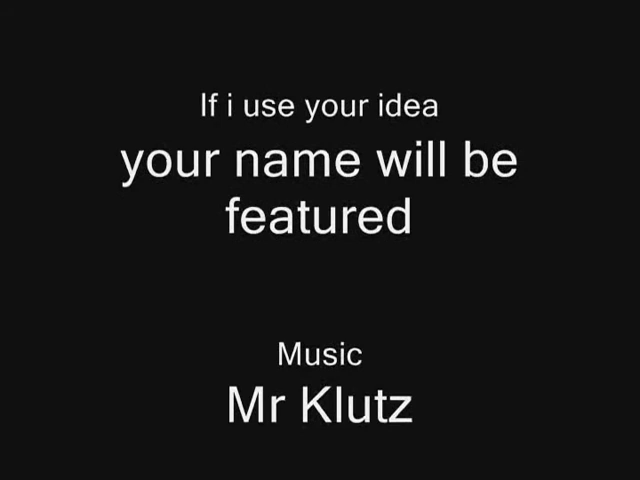 If i use your idea
your name will be
featured
Music
Mr Klutz